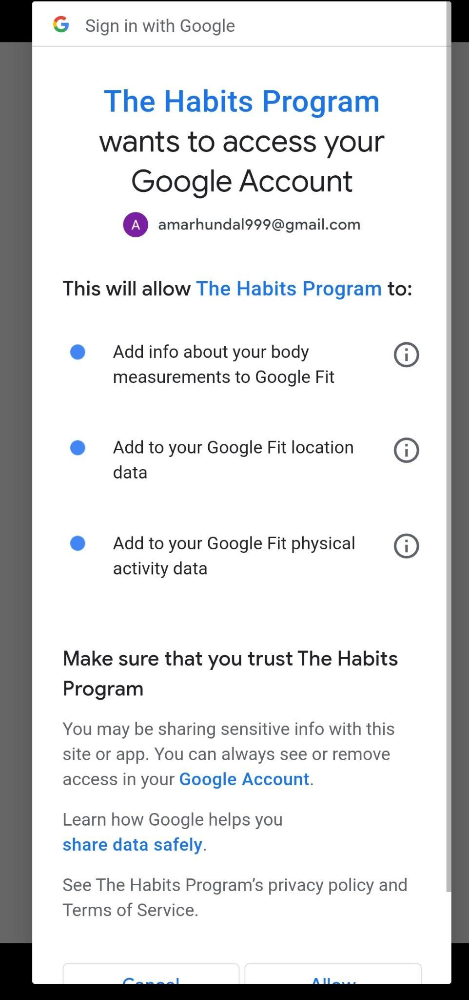 Sign in with Google
The Habits Program
wants to access your
Google Account
A amarhundal999@gmail.com
This will allow The Habits Program to:
Add info about your body
measurements to Google Fit
Add to your Google Fit location
data
Add to your Google Fit physical
activity data
Make sure that you trust The Habits
Program
You may be sharing sensitive info with this
site or app. You can always see or remove
access in your Google Account.
Learn how Google helps you
share data safely.
See The Habits Program’s privacy policy and
Terms of Service.
Cancel Allow